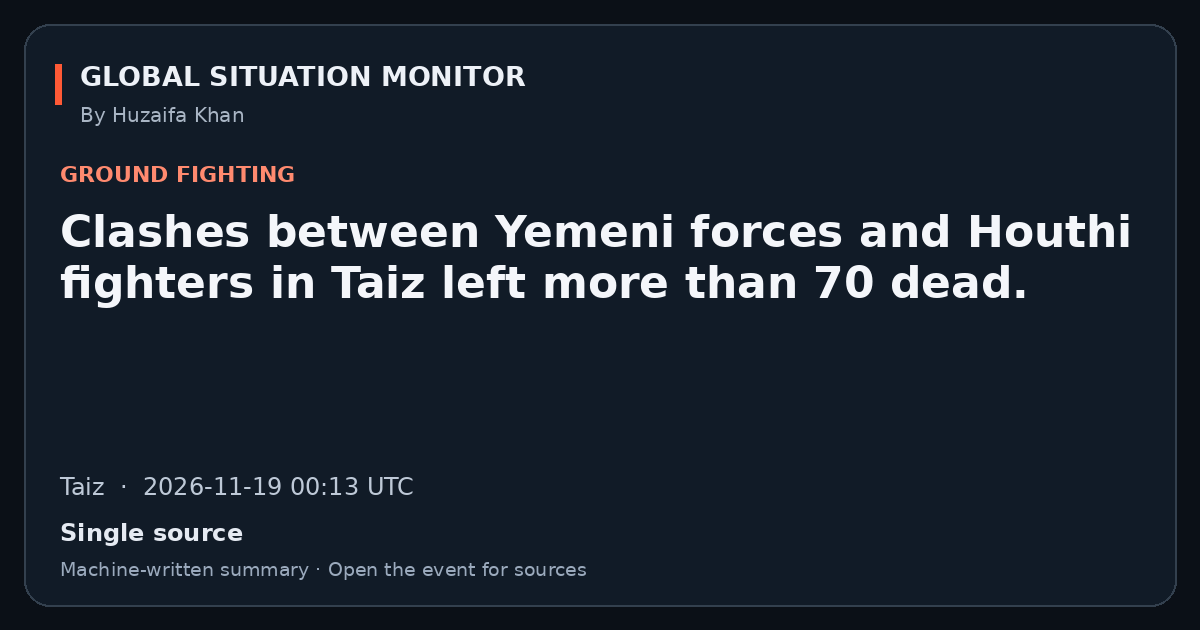 GLOBAL SITUATION MONITOR
By Huzaifa Khan
GROUND FIGHTING
Clashes between Yemeni forces and Houthi
fighters in Taiz left more than 70 dead.
Taiz · 2026-11-19 00:13 UTC
Single source
Machine-written summary · Open the event for sources